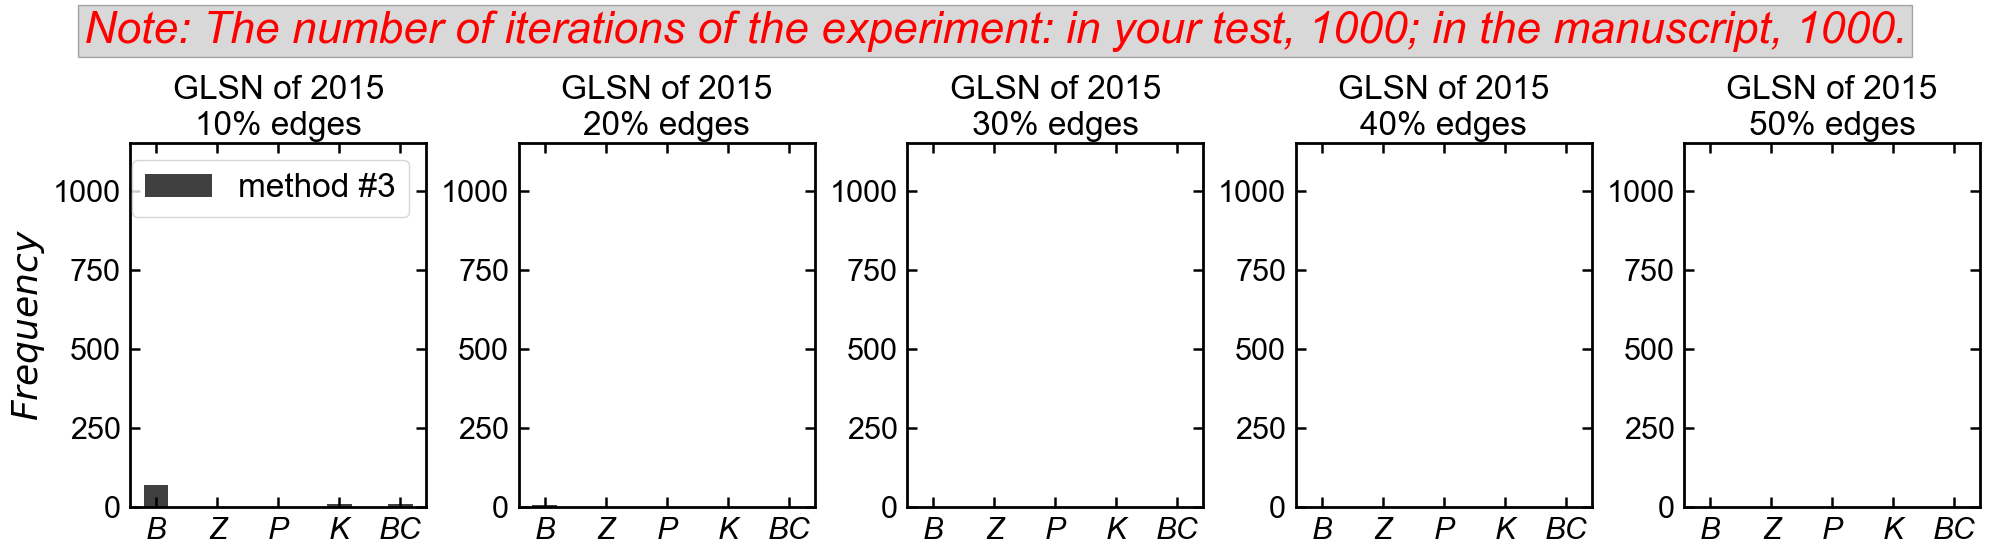 Note: The number of iterations of the experiment: in your test, 1000; in the manuscript, 1000.
GLSN of 2015
10% edges
GLSN of 2015
20% edges
GLSN of 2015
30% edges
GLSN of 2015
40% edges
GLSN of 2015
50% edges
method #3
Frequency
1000
750
500
250
0
B Z P K BC
1000
750
500
250
0
B Z P K BC
1000
750
500
250
0
B Z P K BC
1000
750
500
250
0
B Z P K BC
1000
750
500
250
0
B Z P K BC